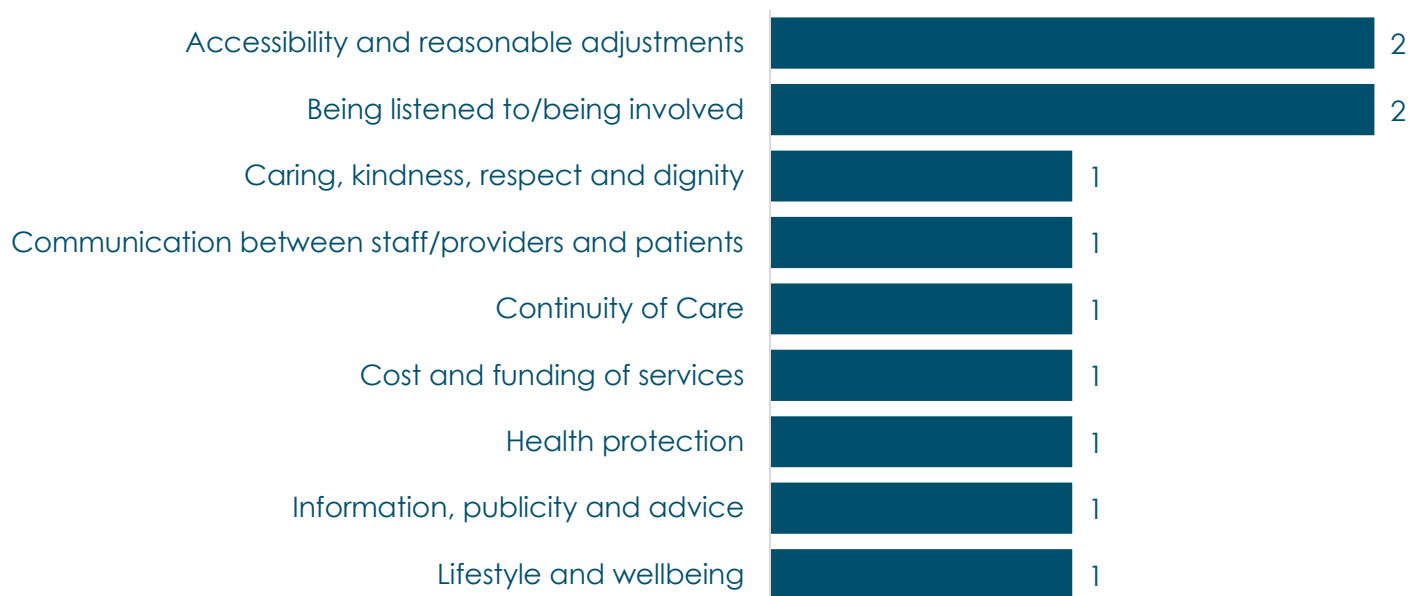 Accessibility and reasonable adjustments 2
Being listened to/being involved 2
Caring, kindness, respect and dignity 1
Communication between staff/providers and patients 1
Continuity of Care 1
Cost and funding of services 1
Health protection 1
Information, publicity and advice 1
Lifestyle and wellbeing 1